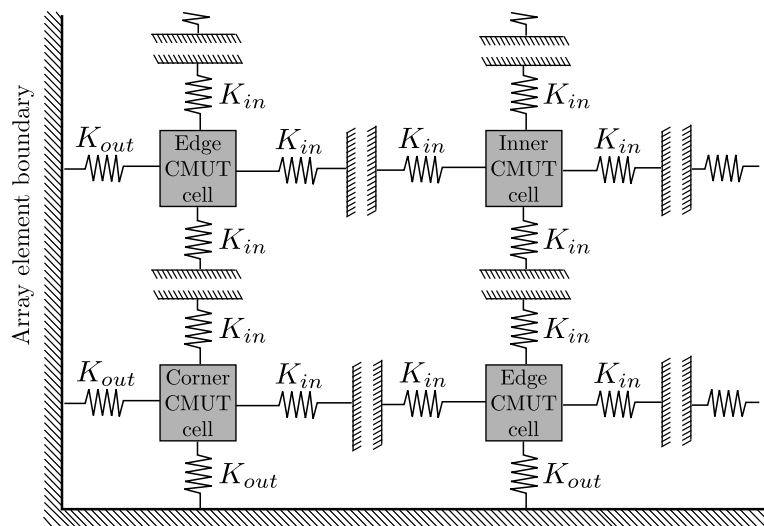 Array element boundary
K_in
K_in
K_out
Edge
CMUT
cell
K_in
K_in
Inner
CMUT
cell
K_in
K_in
K_in
K_in
K_in
K_out
Corner
CMUT
cell
K_in
K_in
Edge
CMUT
cell
K_in
K_out
K_out